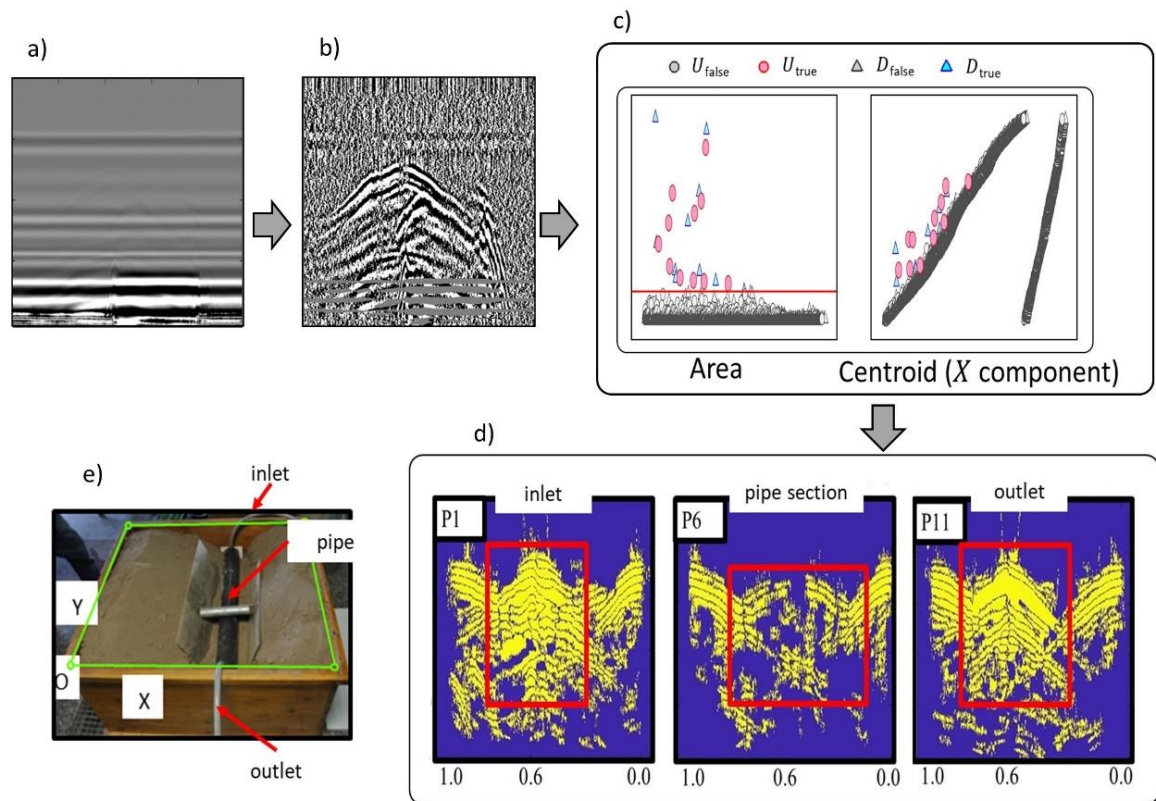 a)
b)
c)
U_false U_true D_false D_true
Area
Centroid (X component)
d)
inlet
pipe section
outlet
P1
P6
P11
1.0 0.6 0.0
1.0 0.6 0.0
1.0 0.6 0.0
e)
inlet
pipe
Y
O
X
outlet